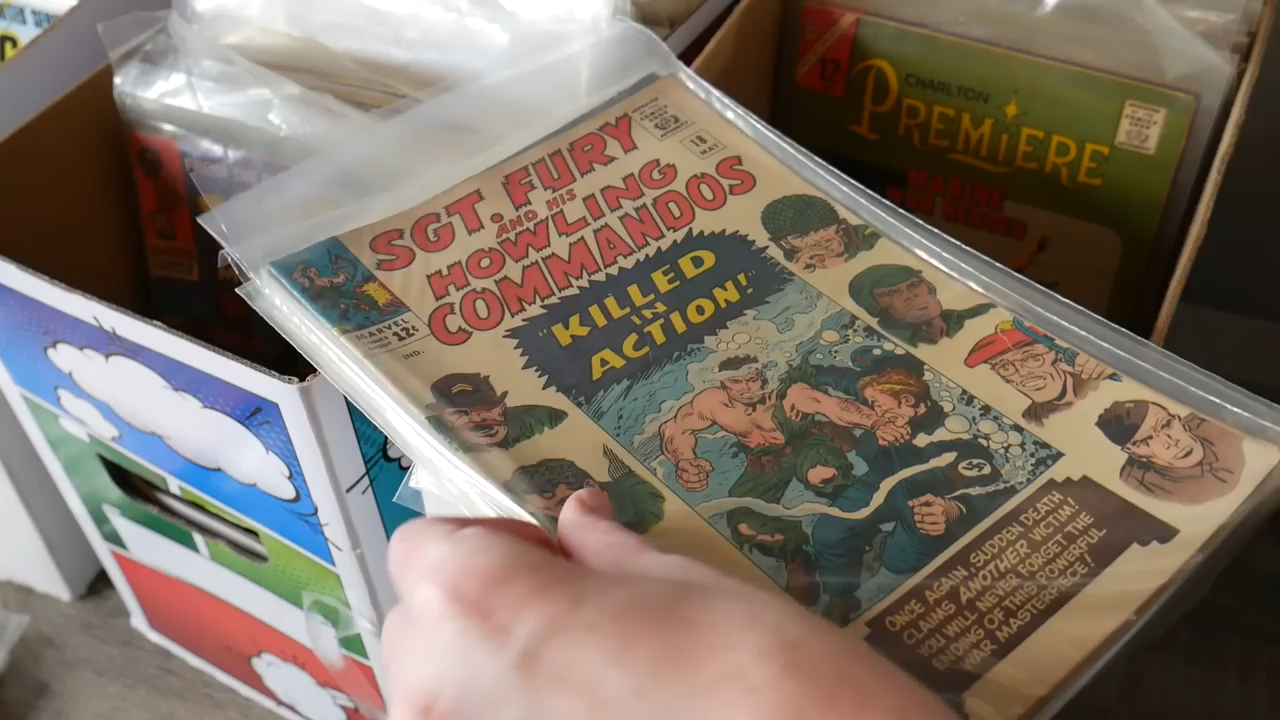 SGT. FURY
AND HIS
HOWLING
COMMANDOS
18
MAY
MARVEL
COMICS
GROUP
12¢
IND.
"KILLED
IN
ACTION!"
ONCE AGAIN, SUDDEN DEATH
CLAIMS ANOTHER VICTIM!
YOU WILL NEVER FORGET THE
ENDING OF THIS POWERFUL
WAR MASTERPIECE!
12
CHARLTON
PREMIERE